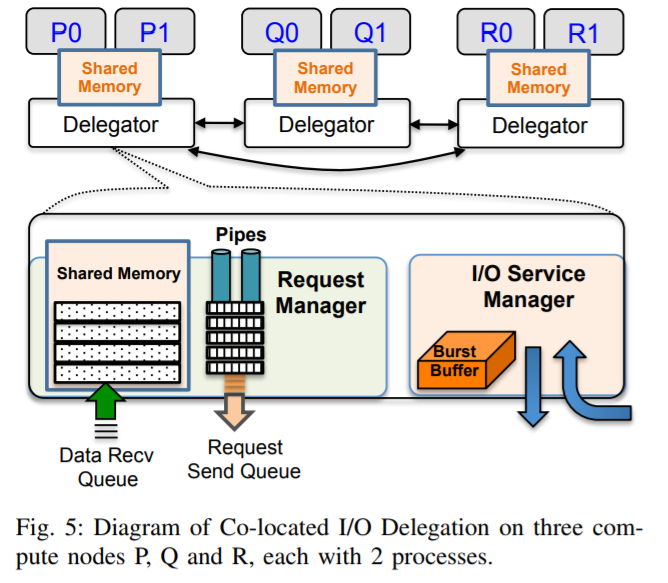 P0 P1 Q0 Q1 R0 R1
Shared Memory Shared Memory Shared Memory
Delegator Delegator Delegator
Pipes
Shared Memory
Request Manager
I/O Service Manager
Burst Buffer
Data Recv Queue
Request Send Queue
Fig. 5: Diagram of Co-located I/O Delegation on three com-
pute nodes P, Q and R, each with 2 processes.